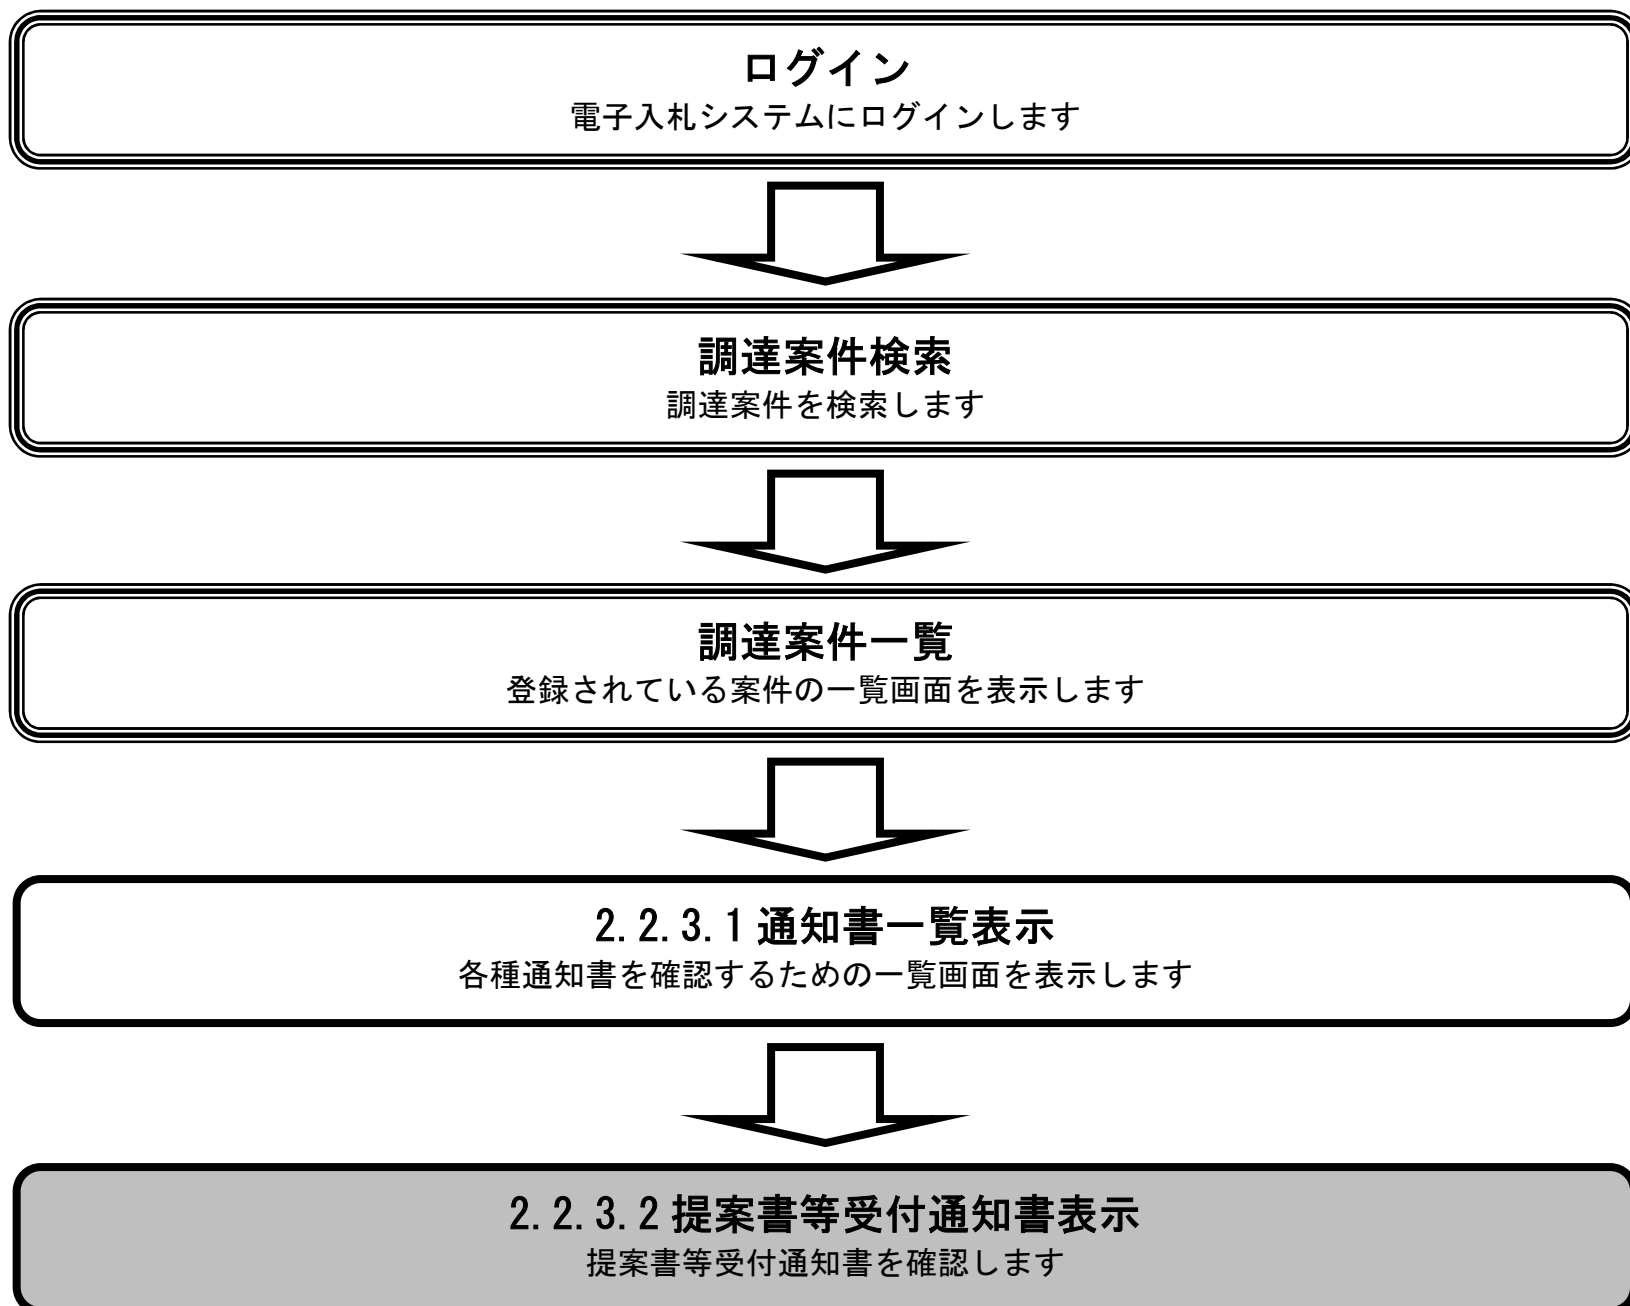 ログイン
電子入札システムにログインします
調達案件検索
調達案件を検索します
調達案件一覧
登録されている案件の一覧画面を表示します
2.2.3.1 通知書一覧表示
各種通知書を確認するための一覧画面を表示します
2.2.3.2 提案書等受付通知書表示
提案書等受付通知書を確認します